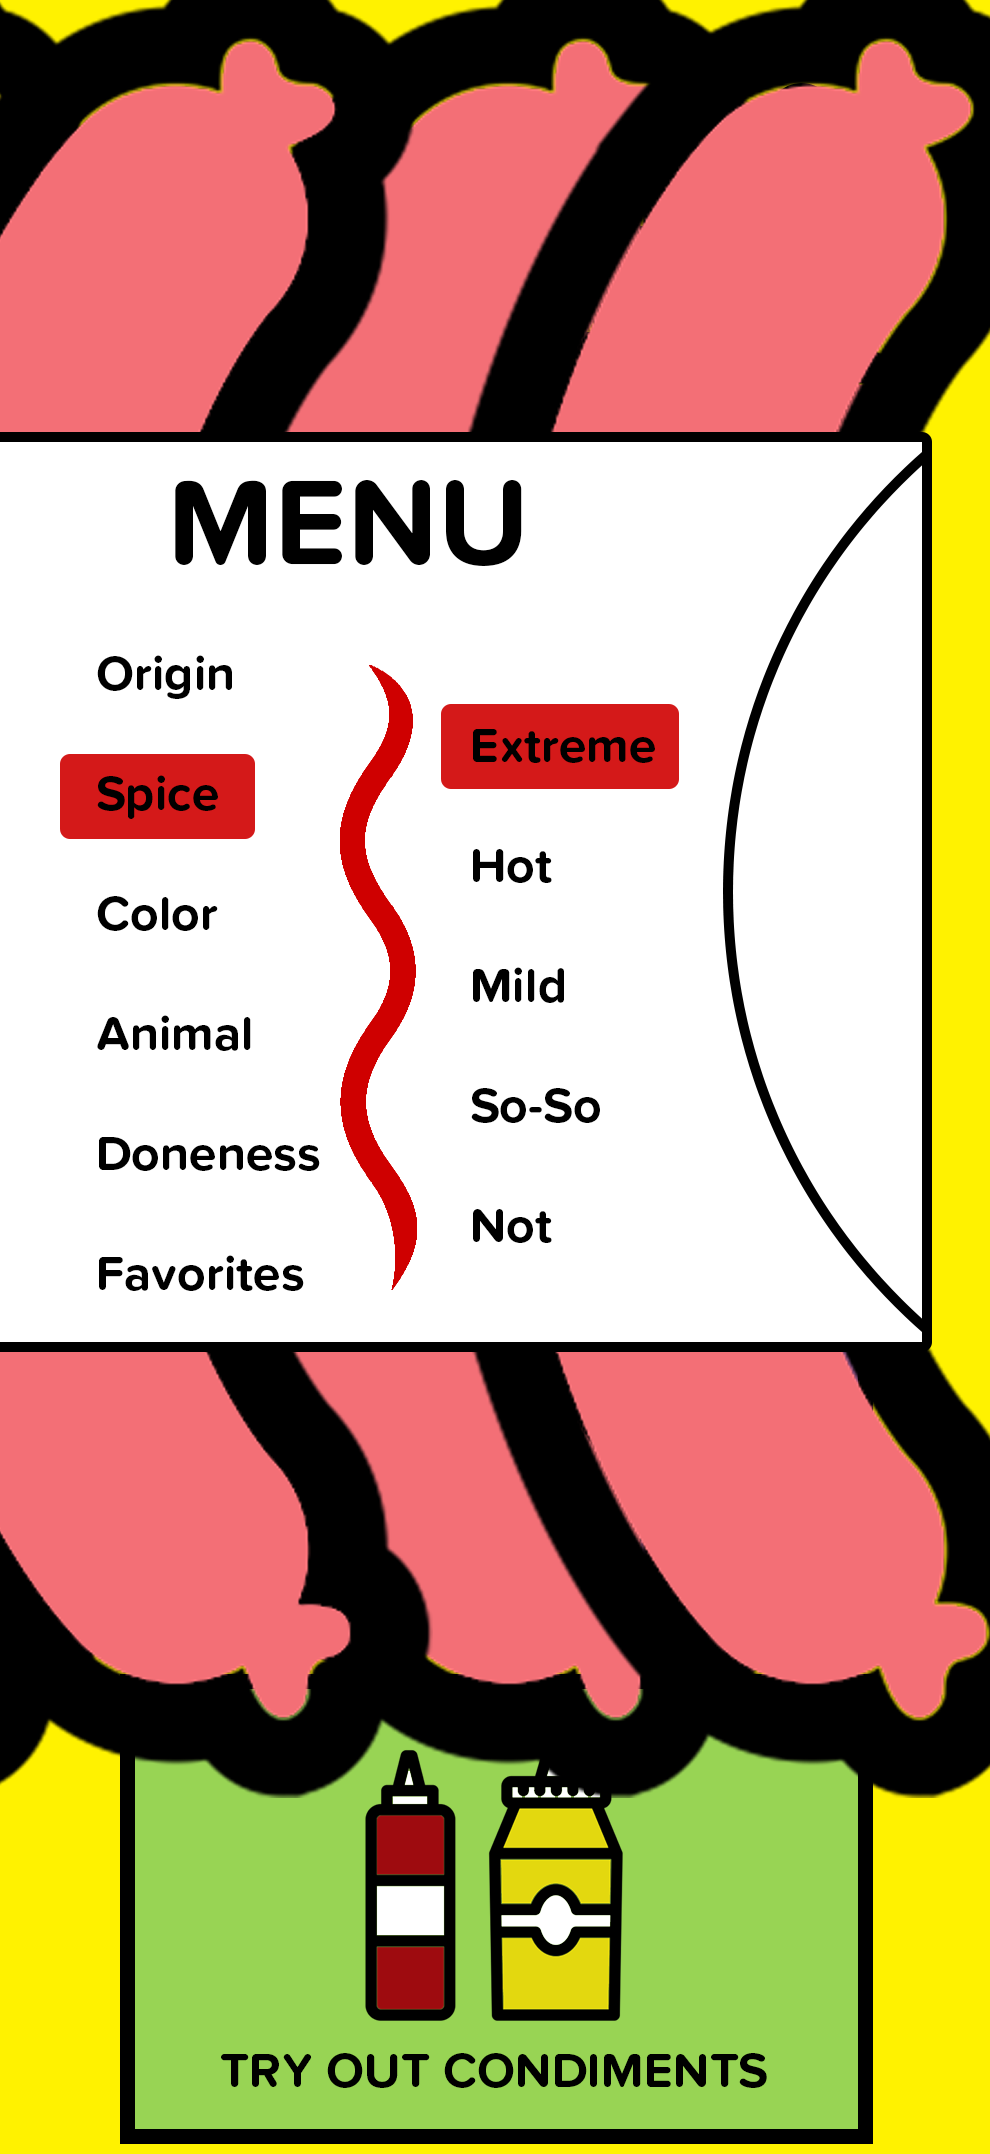 MENU
Origin
Spice
Color
Animal
Doneness
Favorites
Extreme
Hot
Mild
So-So
Not
TRY OUT CONDIMENTS